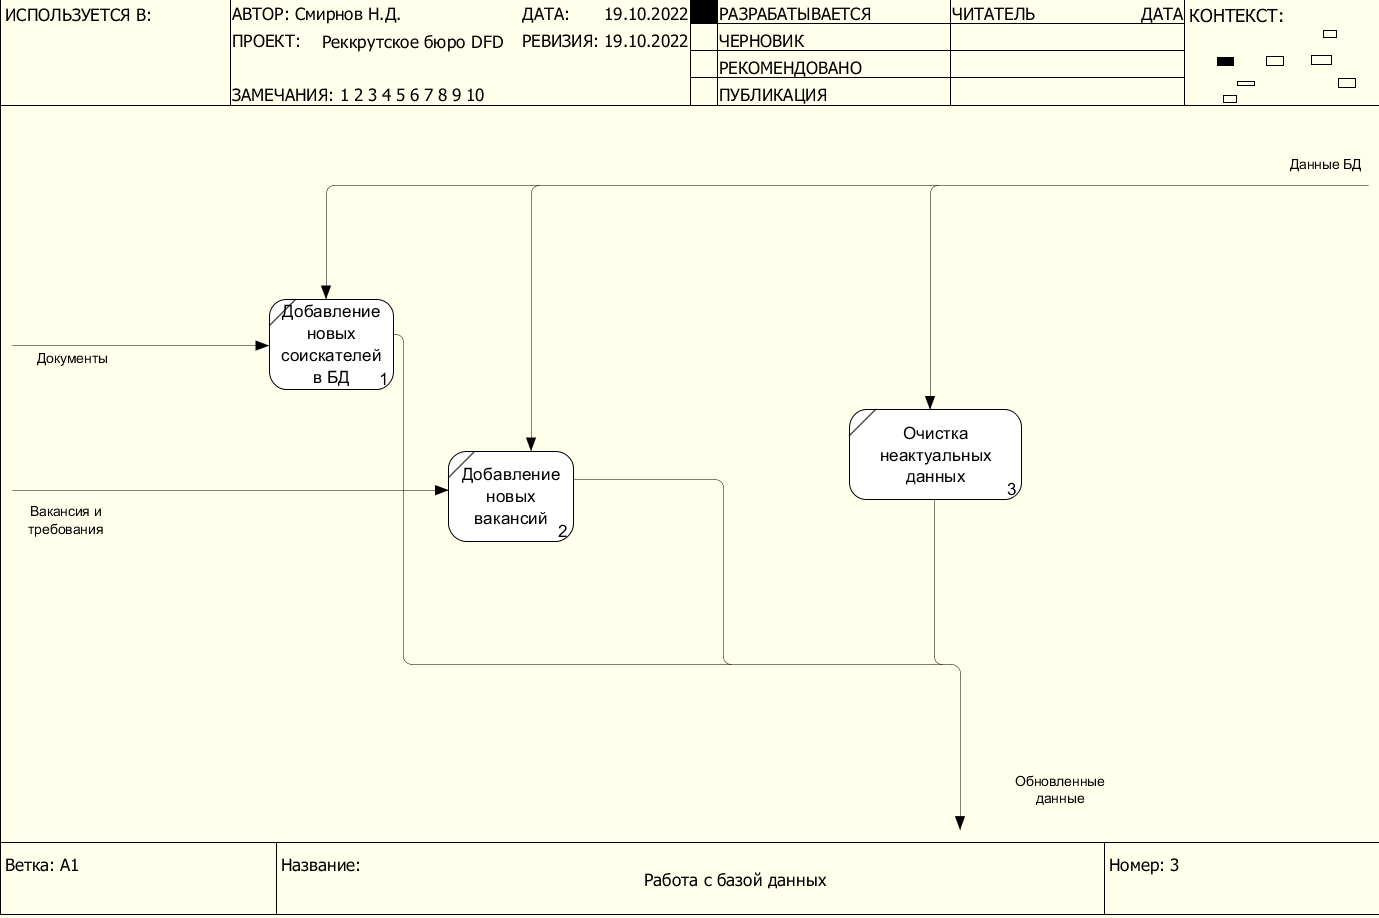 ИСПОЛЬЗУЕТСЯ В:
АВТОР: Смирнов Н.Д.
ДАТА: 19.10.2022
ПРОЕКТ: Реккрутское бюро DFD
РЕВИЗИЯ: 19.10.2022
ЗАМЕЧАНИЯ: 1 2 3 4 5 6 7 8 9 10
РАЗРАБАТЫВАЕТСЯ
ЧЕРНОВИК
РЕКОМЕНДОВАНО
ПУБЛИКАЦИЯ
ЧИТАТЕЛЬ
ДАТА
КОНТЕКСТ:
Данные БД
Добавление
новых
соискателей
в БД
1
Документы
Очистка
неактуальных
данных
3
Добавление
новых
вакансий
2
Вакансия и
требования
Обновленные
данные
Ветка: A1
Название:
Работа с базой данных
Номер: 3